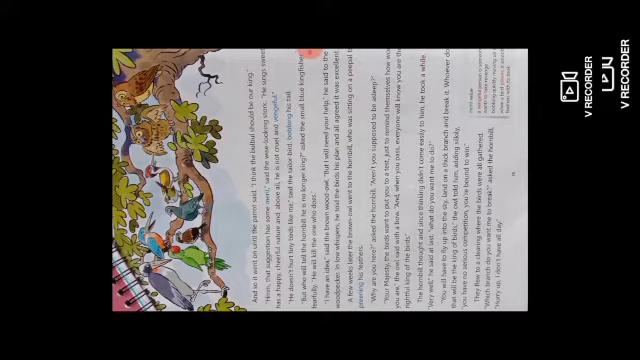 And so it went on until the parrot said, "I think the bulbul should be our king."
"Hmm, that suggestion has some merit," said the wise-looking stork. "He sings sweet
has a happy, cheerful nature and above all, he is not cruel and vengeful."
"He doesn't hurt tiny birds like me," said the tailor bird, bobbing his tail.
"But who will tell the hornbill he is no longer king?" asked the small blue kingfisher
fearfully. "He will kill the one who does."
"I have an idea," said the brown wood-owl. "But I will need your help," he said to the
woodpecker. In low whispers, he told the birds his plan and all agreed it was excellent.
A few weeks later the brown-owl went to the hornbill, who was sitting on a peepal
preening his feathers.
"Why are you here?" asked the hornbill. "Aren't you supposed to be asleep?"
"Your Majesty, the birds want to put you to a test, just to remind themselves how
you are," the owl said with a bow. "And, when you pass, everyone will know you are the
rightful king of the birds."
The hornbill thought and since thinking didn't come easily to him, he took a while.
"Very well," he said at last, "what do you want me to do?"
"You will have to fly up into the sky, land on a thick branch and break it. Whoever do
that will be the king of birds," the owl told him, adding silkily,
"you have no serious competition, you're bound to win."
They flew to a clearing where the birds were all gathered.
"Which branch do you want me to break?" asked the hornbill,
"Hurry up, I don't have all day."
merit value
V RECORDER
V RECORDER